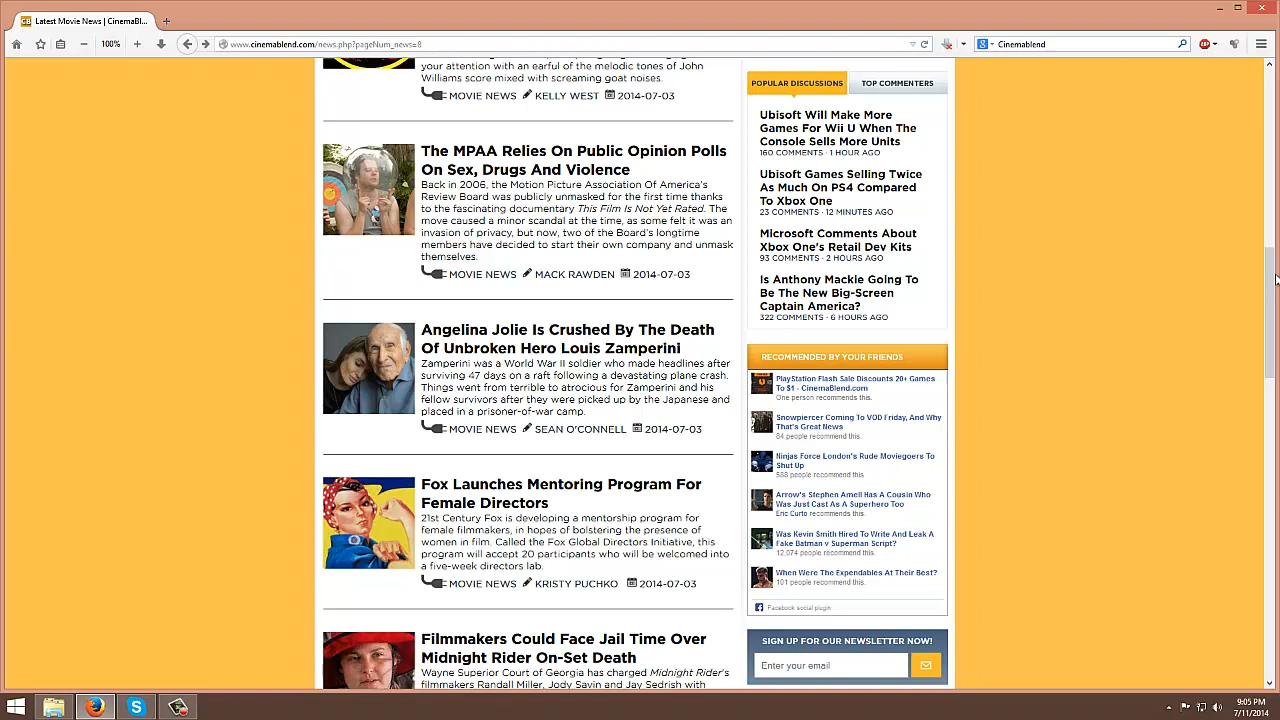 Latest Movie News | CinemaBl...
100%
www.cinemablend.com/news.php?pageNum_news=8
Cinemablend
your attention with an earful of the melodic tones of John
Williams score mixed with screaming goat noises.
MOVIE NEWS KELLY WEST 2014-07-03
The MPAA Relies On Public Opinion Polls
On Sex, Drugs And Violence
Back in 2006, the Motion Picture Association Of America's
Review Board was publicly unmasked for the first time thanks
to the fascinating documentary This Film Is Not Yet Rated. The
move caused a minor scandal at the time, as some felt it was an
invasion of privacy, but now, two of the Board's longtime
members have decided to start their own company and unmask
themselves.
MOVIE NEWS MACK RAWDEN 2014-07-03
Angelina Jolie Is Crushed By The Death
Of Unbroken Hero Louis Zamperini
Zamperini was a World War II soldier who made headlines after
surviving 47 days on a raft following a devastating plane crash.
Things went from terrible to atrocious for Zamperini and his
fellow survivors after they were picked up by the Japanese and
placed in a prisoner-of-war camp.
MOVIE NEWS SEAN O'CONNELL 2014-07-03
Fox Launches Mentoring Program For
Female Directors
21st Century Fox is developing a mentorship program for
female filmmakers, in hopes of bolstering the presence of
women in film. Called the Fox Global Directors Initiative, this
program will accept 20 participants who will be welcomed into
a five-week directors lab.
MOVIE NEWS KRISTY PUCHKO 2014-07-03
Filmmakers Could Face Jail Time Over
Midnight Rider On-Set Death
Wayne Superior Court of Georgia has charged Midnight Rider's
filmmakers Randall Miller, Jody Savin and Jay Sedrish with
POPULAR DISCUSSIONS TOP COMMENTERS
Ubisoft Will Make More
Games For Wii U When The
Console Sells More Units
160 COMMENTS · 1 HOUR AGO
Ubisoft Games Selling Twice
As Much On PS4 Compared
To Xbox One
23 COMMENTS · 12 MINUTES AGO
Microsoft Comments About
Xbox One's Retail Dev Kits
93 COMMENTS · 2 HOURS AGO
Is Anthony Mackie Going To
Be The New Big-Screen
Captain America?
322 COMMENTS · 6 HOURS AGO
RECOMMENDED BY YOUR FRIENDS
PlayStation Flash Sale Discounts 20+ Games
To $1 - CinemaBlend.com
One person recommends this.
Snowpiercer Coming To VOD Friday, And Why
That's Great News
84 people recommend this.
Ninjas Force London's Rude Moviegoers To
Shut Up
588 people recommend this.
Arrow's Stephen Amell Has A Cousin Who
Was Just Cast As A Superhero Too
Eric Curto recommends this.
Was Kevin Smith Hired To Write And Leak A
Fake Batman v Superman Script?
12,074 people recommend this.
When Were The Expendables At Their Best?
101 people recommend this.
Facebook social plugin
SIGN UP FOR OUR NEWSLETTER NOW!
Enter your email
9:05 PM
7/11/2014